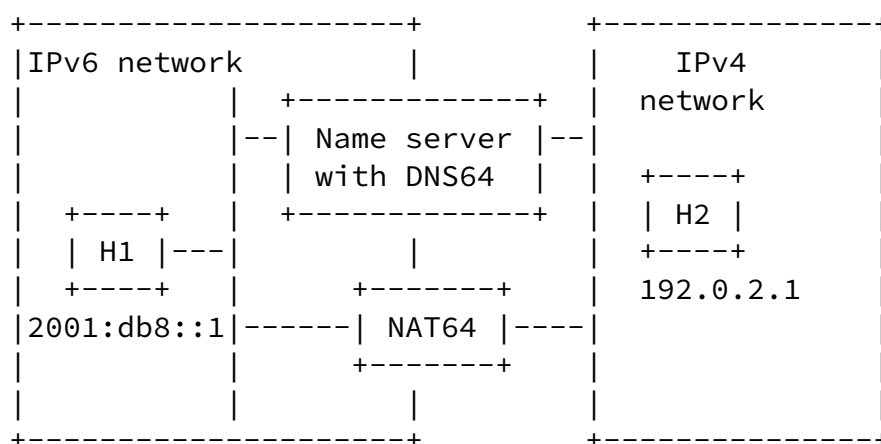 +---------------------+         +---------------+
|IPv6 network         |         |    IPv4       |
|           |  +-------------+  |  network      |
|           |--| Name server |--|               |
|           |  | with DNS64  |  |  +----+       |
|  +----+   |  +-------------+  |  | H2 |       |
|  | H1 |---|         |         |  +----+       |
|  +----+   |      +-------+    |  192.0.2.1    |
|2001:db8::1|------| NAT64 |----|               |
|           |      +-------+    |               |
|           |         |         |               |
+---------------------+         +---------------+